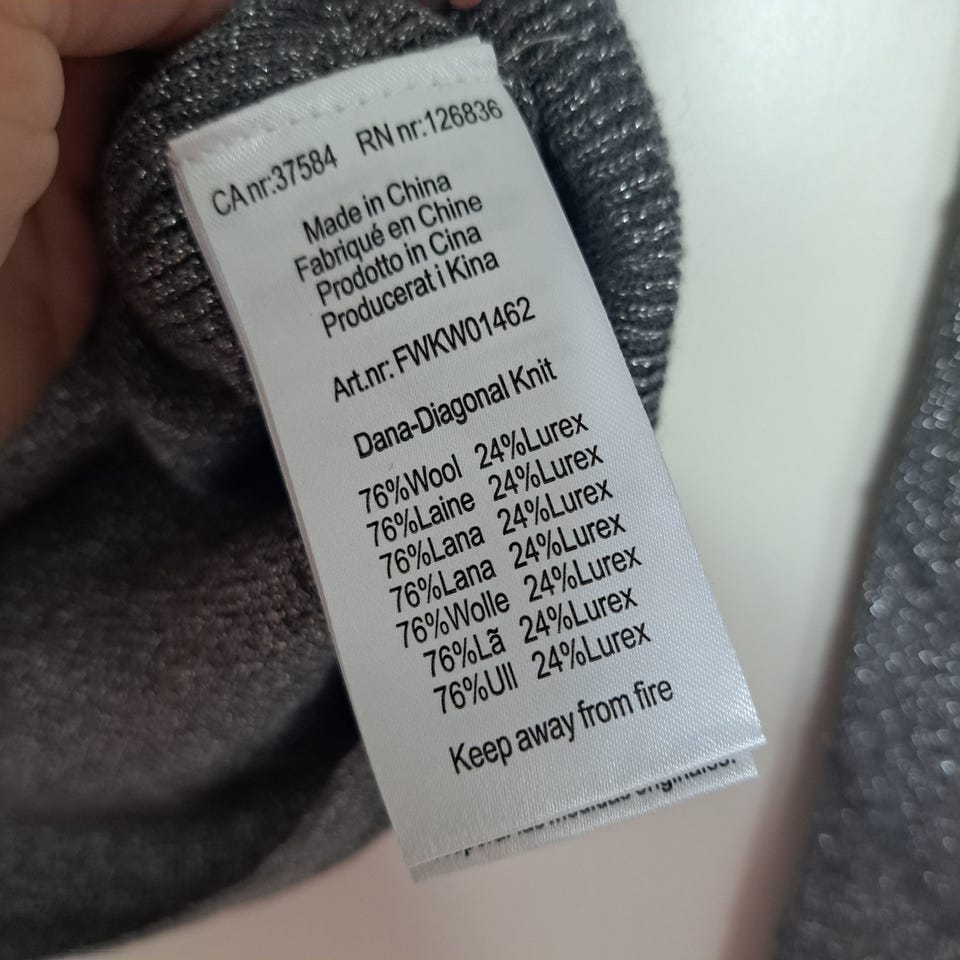 CA nr:37584 RN nr:126836
Made in China
Fabriqué en Chine
Prodotto in Cina
Producerat i Kina
Art.nr: FWKW01462
Dana-Diagonal Knit
76%Wool 24%Lurex
76%Laine 24%Lurex
76%Lana 24%Lurex
76%Lana 24%Lurex
76%Wolle 24%Lurex
76%Lã 24%Lurex
76%Ull 24%Lurex
Keep away from fire
medidas originales.